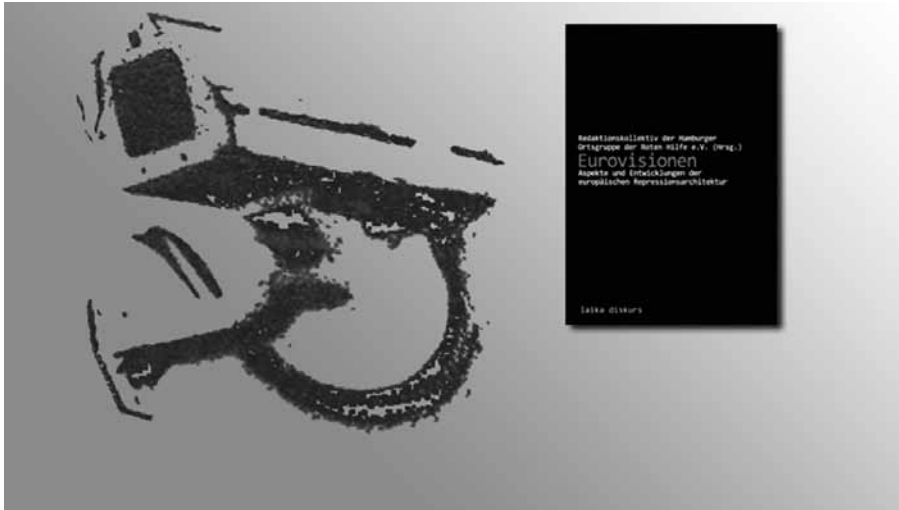 Redaktionskollektiv der Hamburger
Ortsgruppe der Roten Hilfe e.V. (Hrsg.)
Eurovisionen
Aspekte und Entwicklungen der
europäischen Repressionsarchitektur
laika diskurs